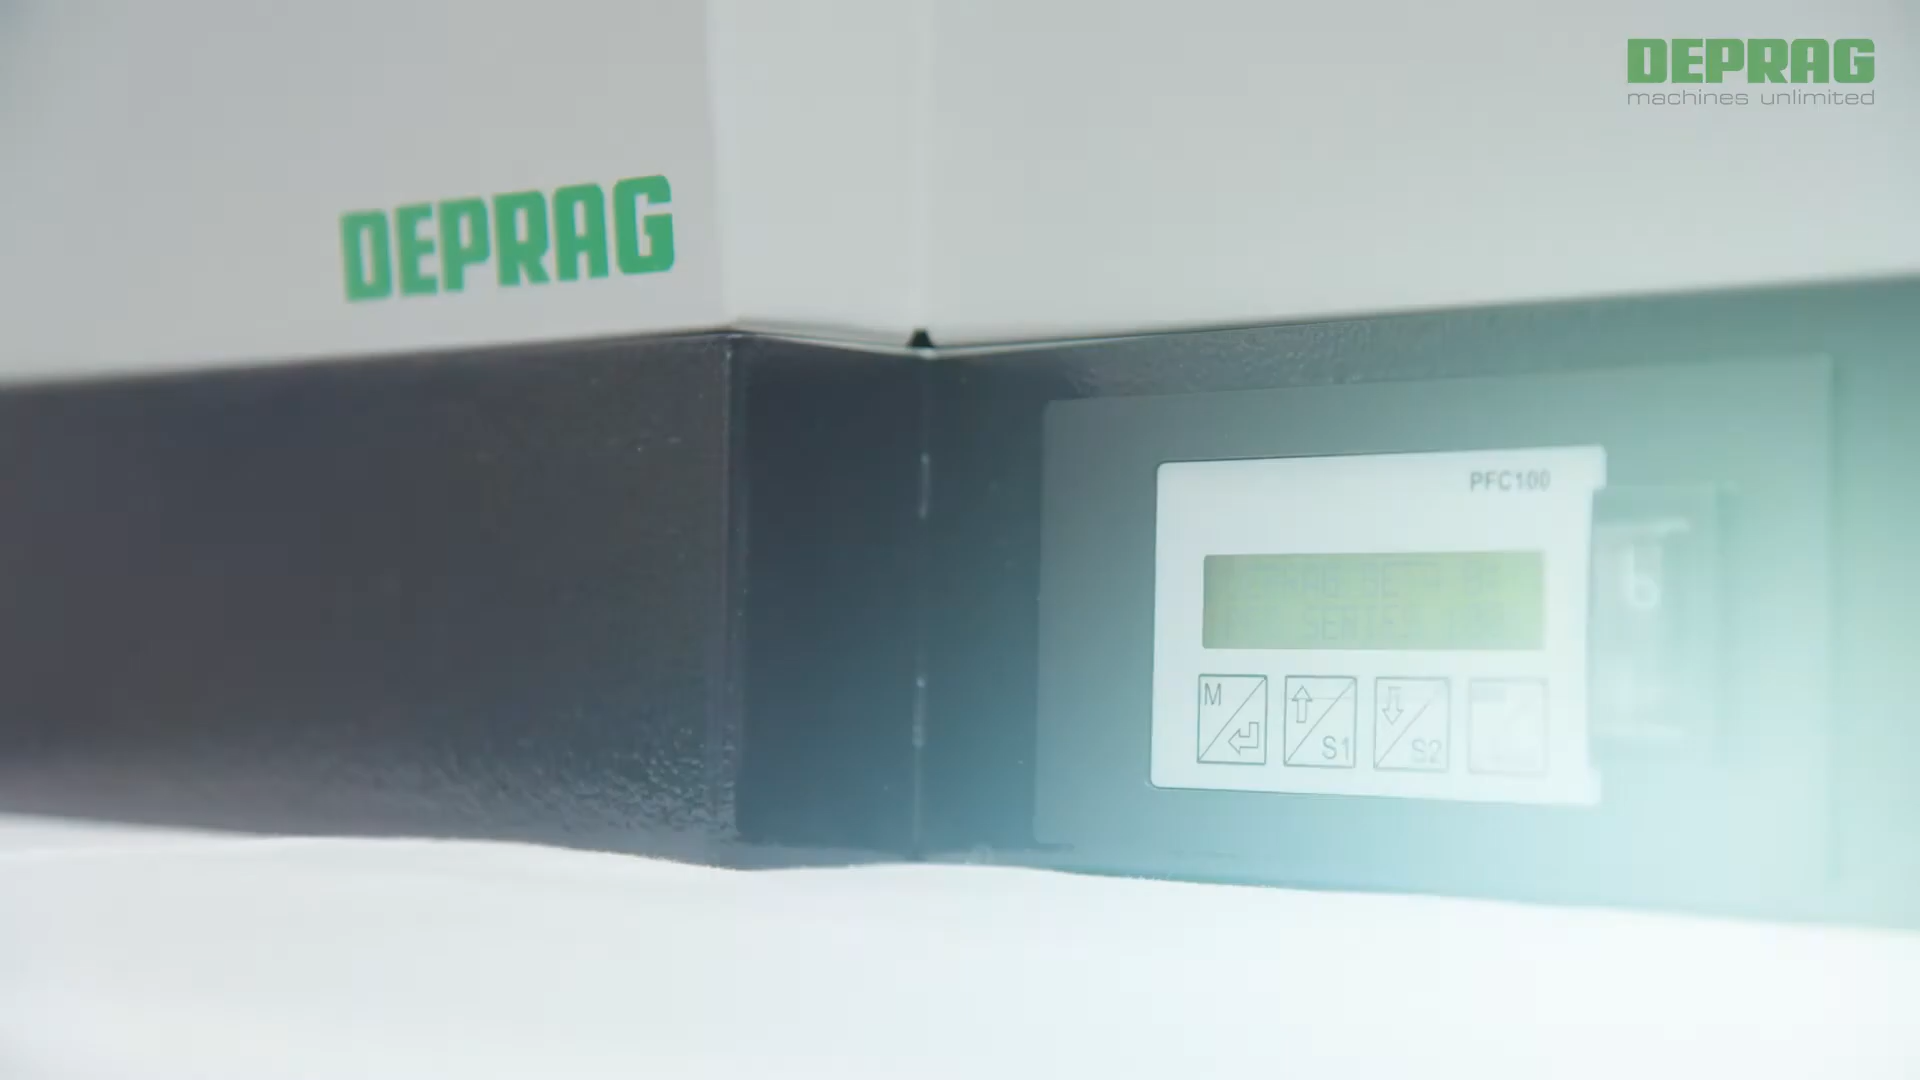 DEPRAG
machines unlimited
DEPRAG
PFC100
M
S1
S2